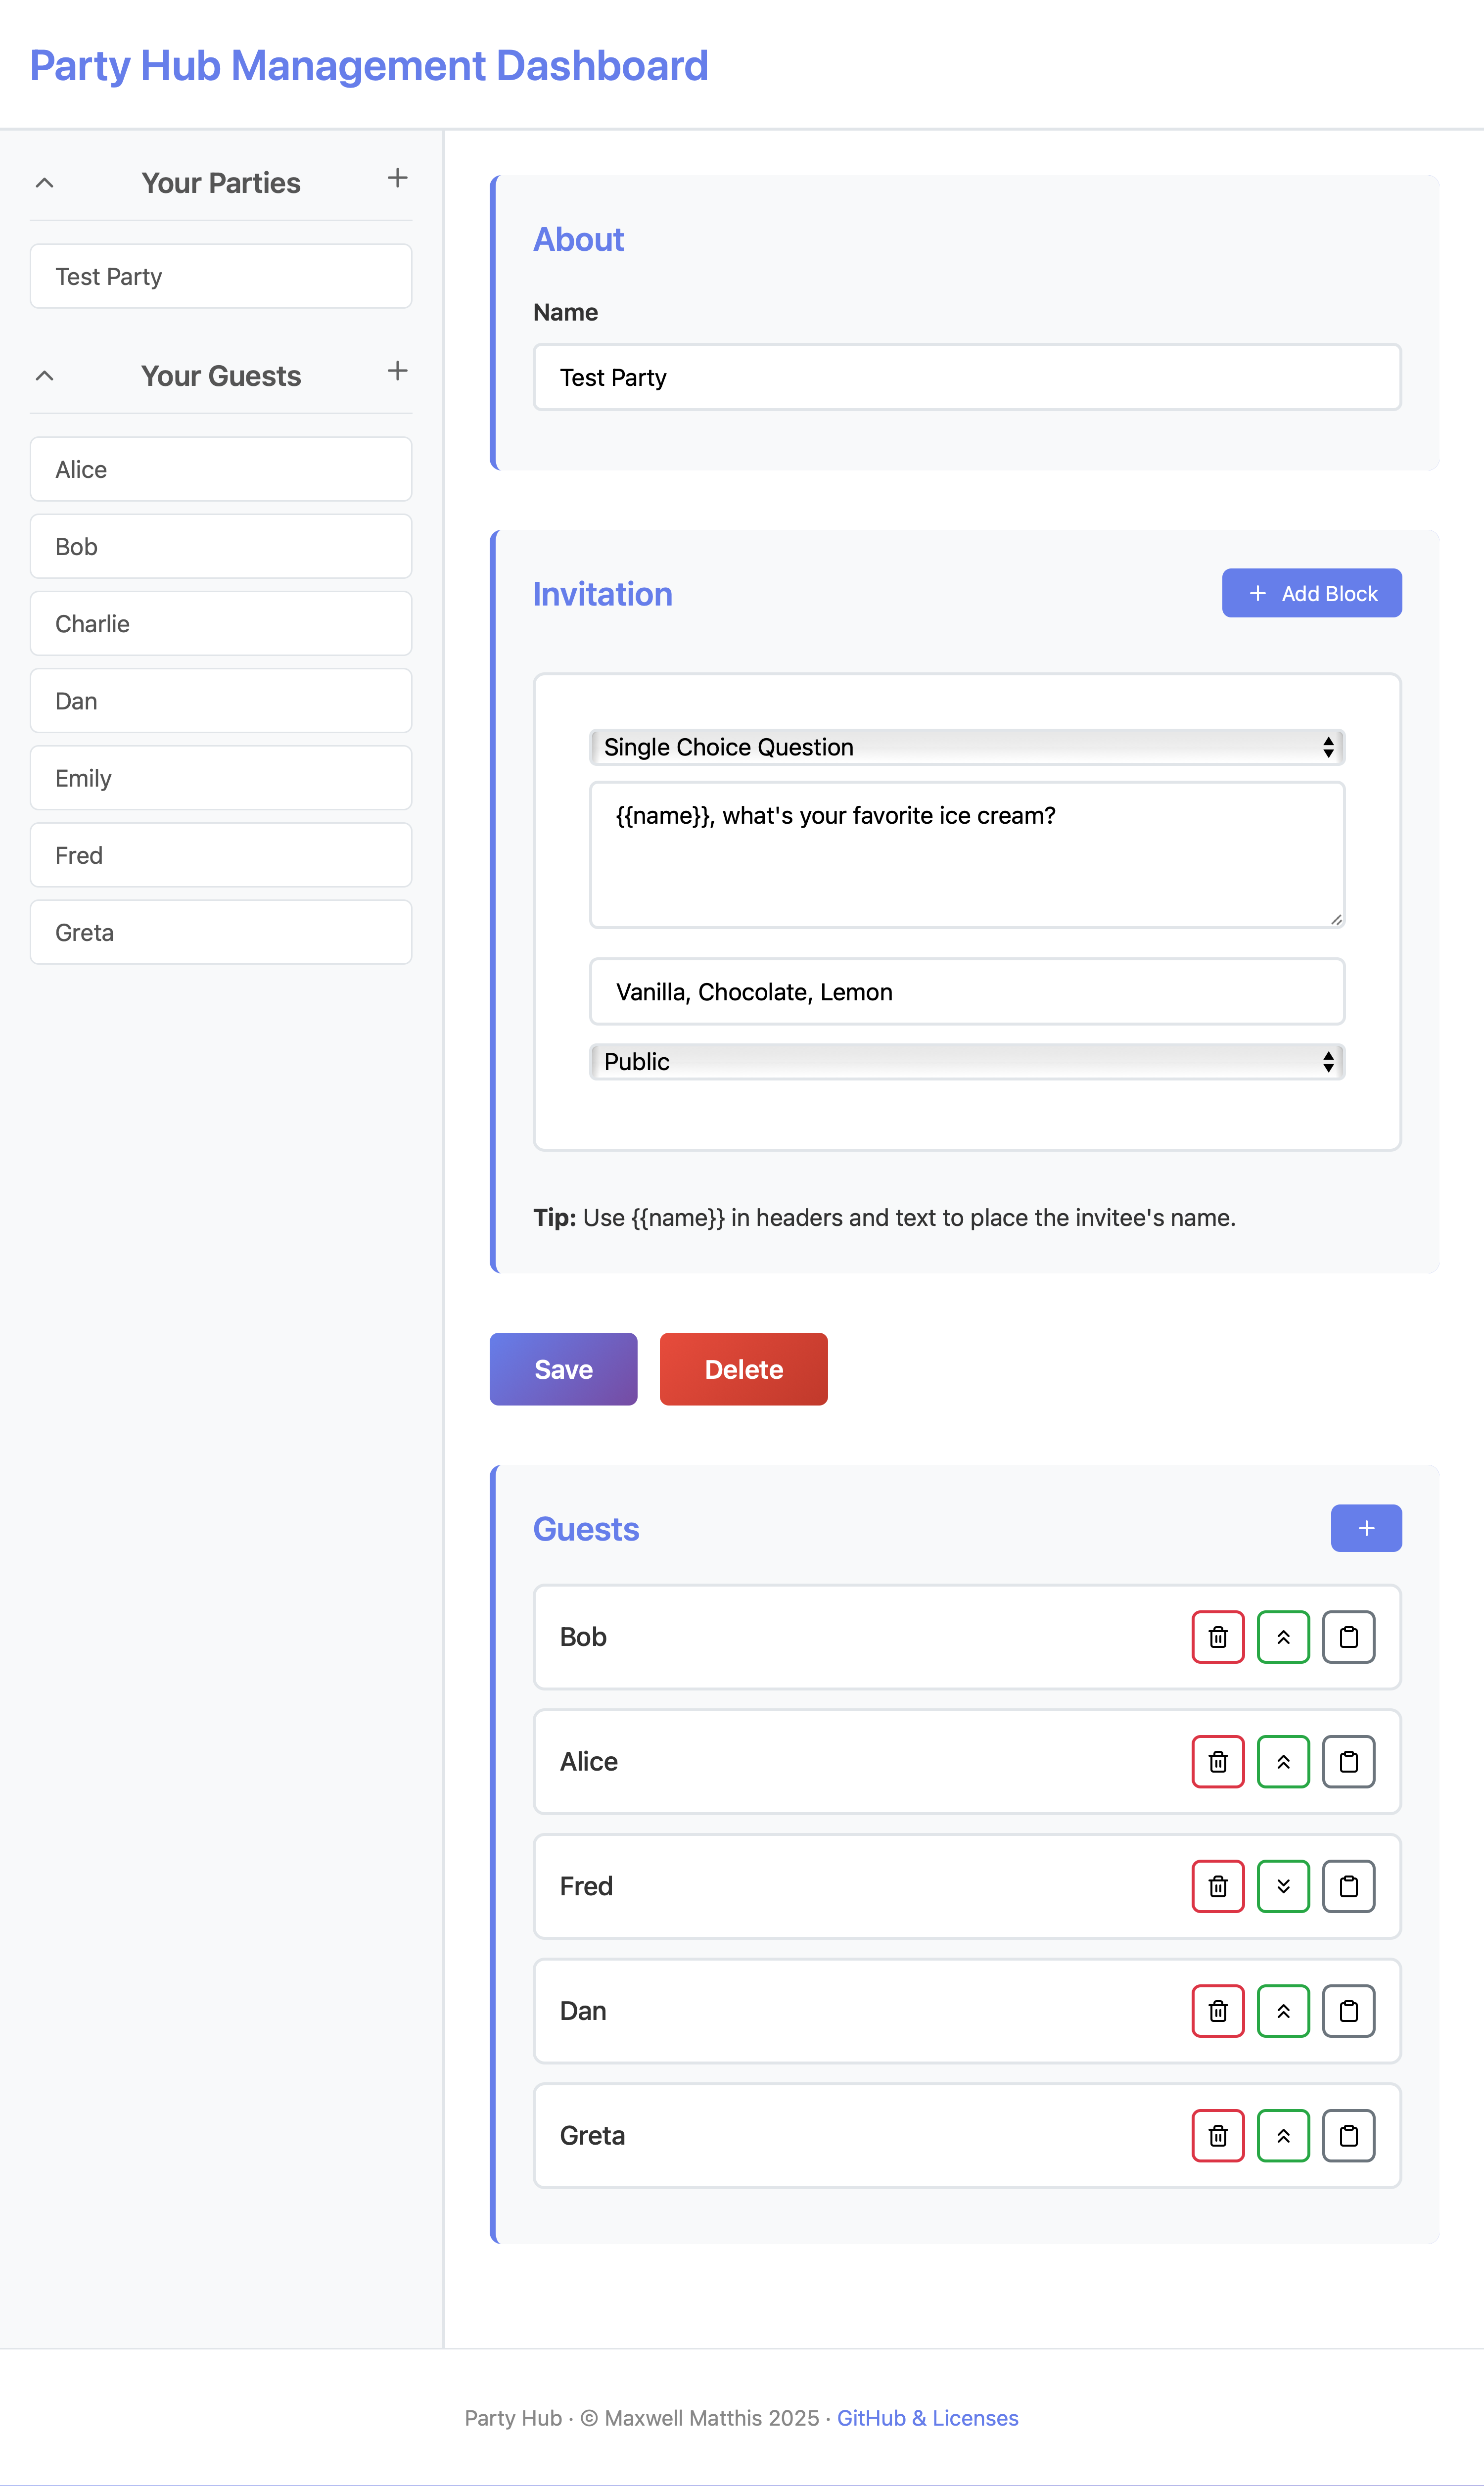 Party Hub Management Dashboard
Your Parties
Test Party
Your Guests
Alice
Bob
Charlie
Dan
Emily
Fred
Greta
About
Name
Test Party
Invitation
Add Block
Single Choice Question
{{name}}, what's your favorite ice cream?
Vanilla, Chocolate, Lemon
Public
Tip: Use {{name}} in headers and text to place the invitee's name.
Save
Delete
Guests
Bob
Alice
Fred
Dan
Greta
Party Hub · © Maxwell Matthis 2025 · GitHub & Licenses